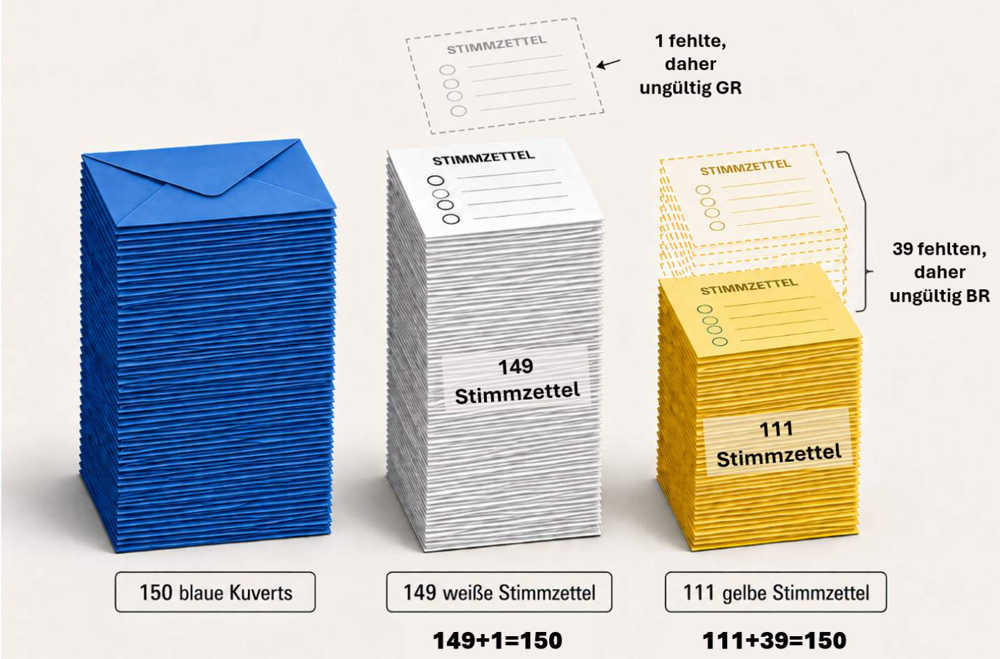 STIMMZETTEL
1 fehlte,
daher
ungültig GR
STIMMZETTEL
149
Stimmzettel
STIMMZETTEL
STIMMZETTEL
39 fehlten,
daher
ungültig BR
111
Stimmzettel
150 blaue Kuverts
149 weiße Stimmzettel
111 gelbe Stimmzettel
149+1=150
111+39=150